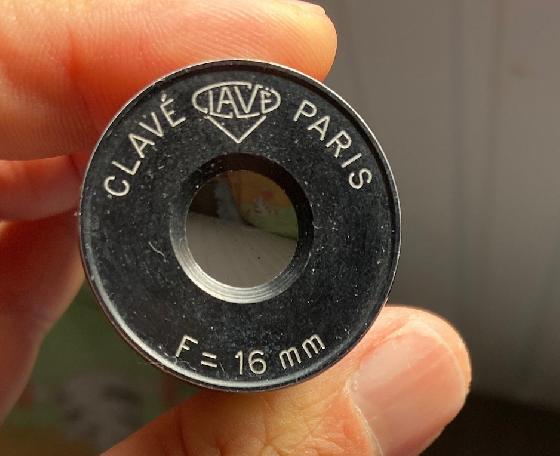 CLAVÉ CLAVÉ PARIS
F = 16 mm